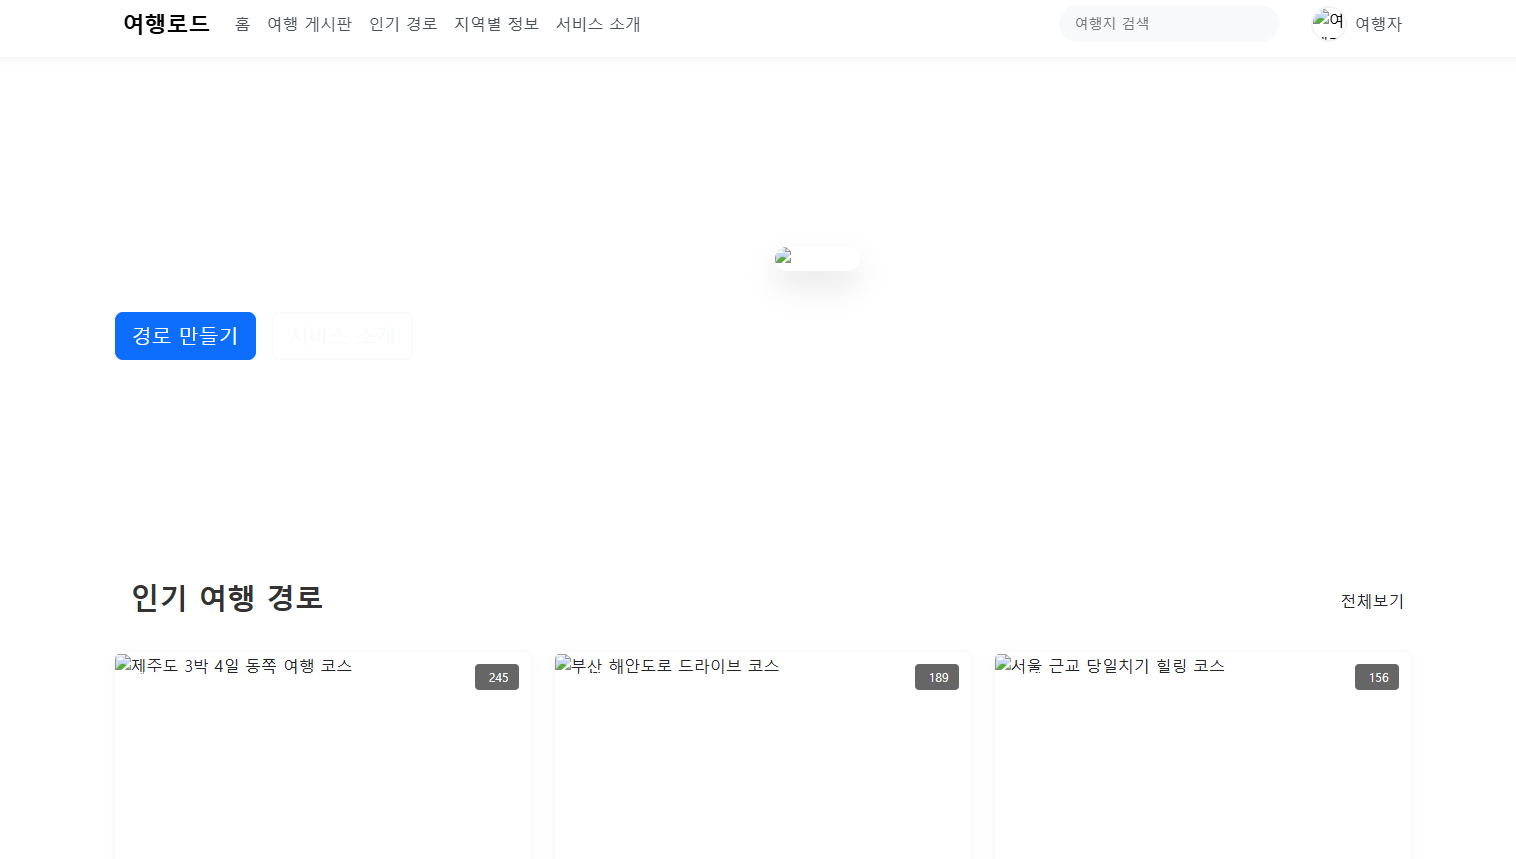 여행로드 홈 여행 게시판 인기 경로 지역별 정보 서비스 소개 여행지 검색 여행자
경로 만들기 서비스 소개
인기 여행 경로 전체보기
제주도 3박 4일 동쪽 여행 코스 245 부산 해안도로 드라이브 코스 189 서울 근교 당일치기 힐링 코스 156